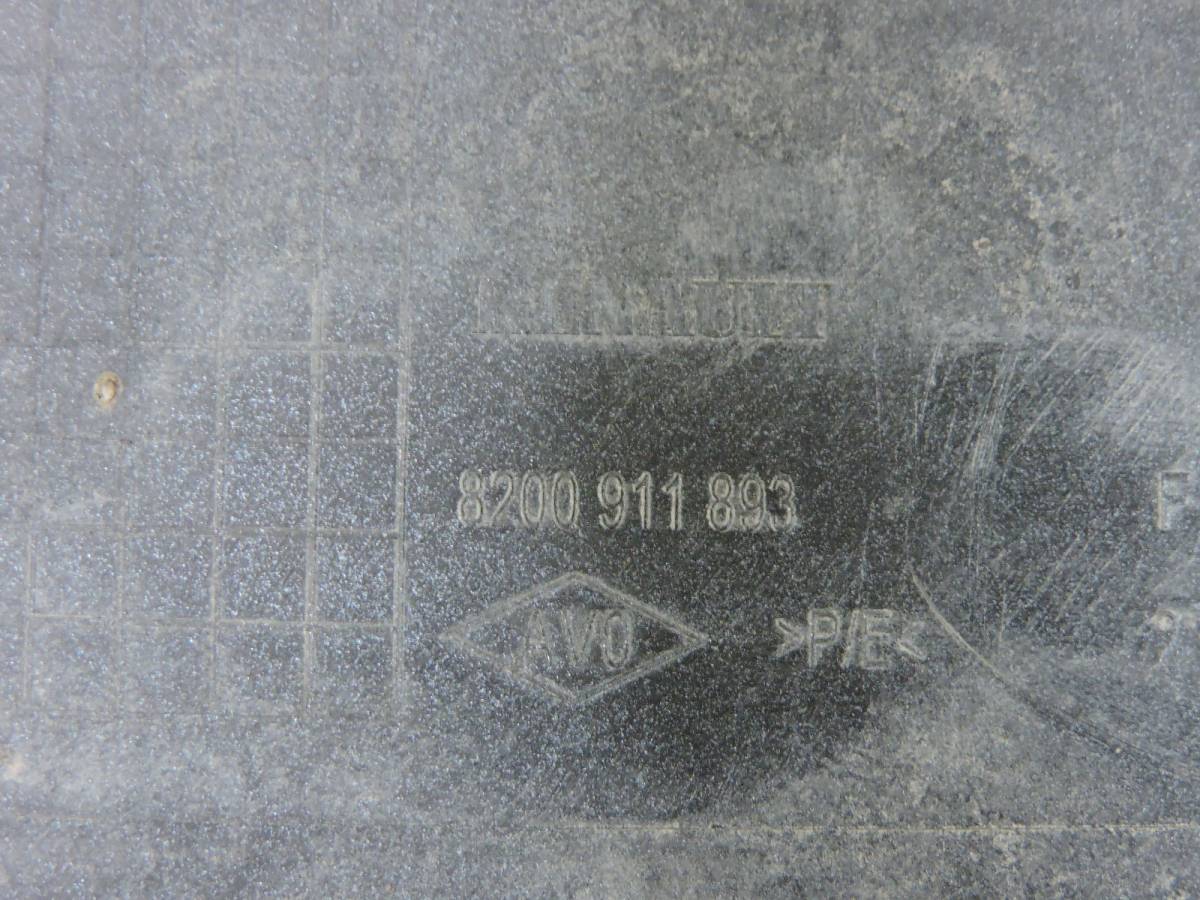 RENAULT
8200 911 893 F
AVO >P/E<